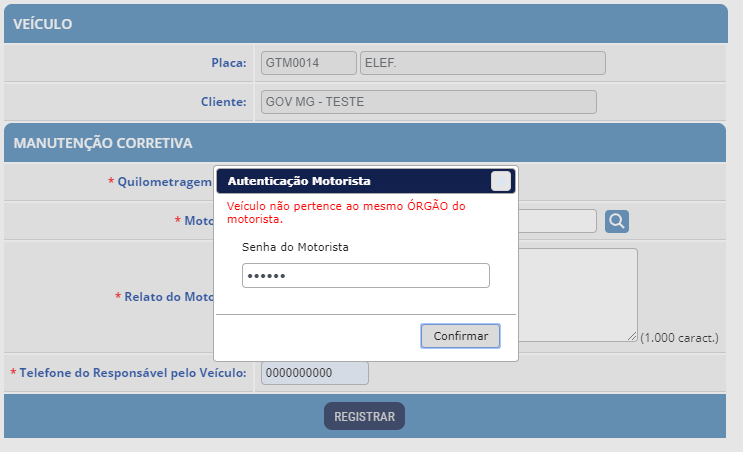 VEÍCULO
Placa: GTM0014 ELEF.
Cliente: GOV MG - TESTE
MANUTENÇÃO CORRETIVA
* Quilometragem
Autenticação Motorista
Veículo não pertence ao mesmo ÓRGÃO do
motorista.
* Moto
Senha do Motorista
••••••
* Relato do Moto
Confirmar
(1.000 caract.)
* Telefone do Responsável pelo Veículo: 0000000000
REGISTRAR